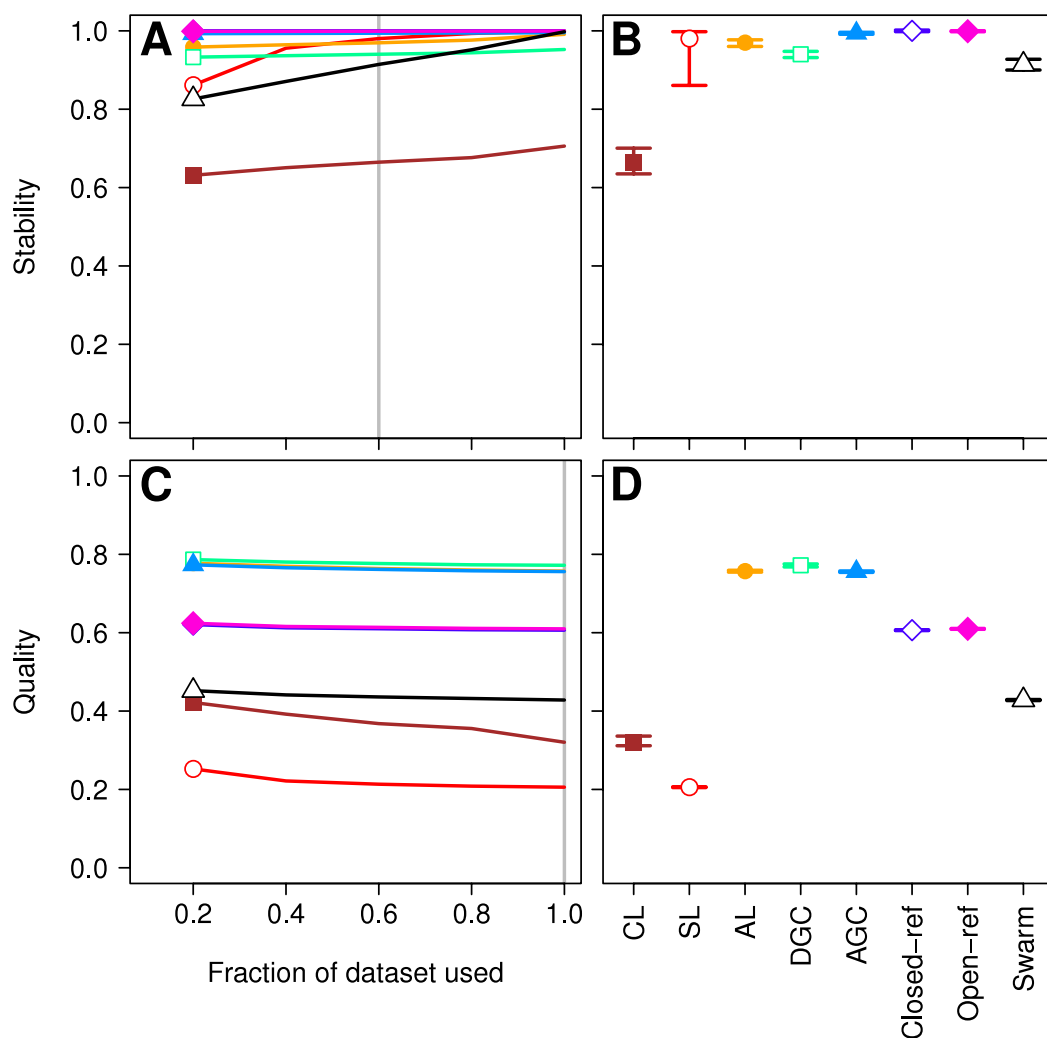 A
B
Stability
1.0
0.8
0.6
0.4
0.2
0.0
C
D
Quality
1.0
0.8
0.6
0.4
0.2
0.0
0.2 0.4 0.6 0.8 1.0
Fraction of dataset used
CL
SL
AL
DGC
AGC
Closed-ref
Open-ref
Swarm